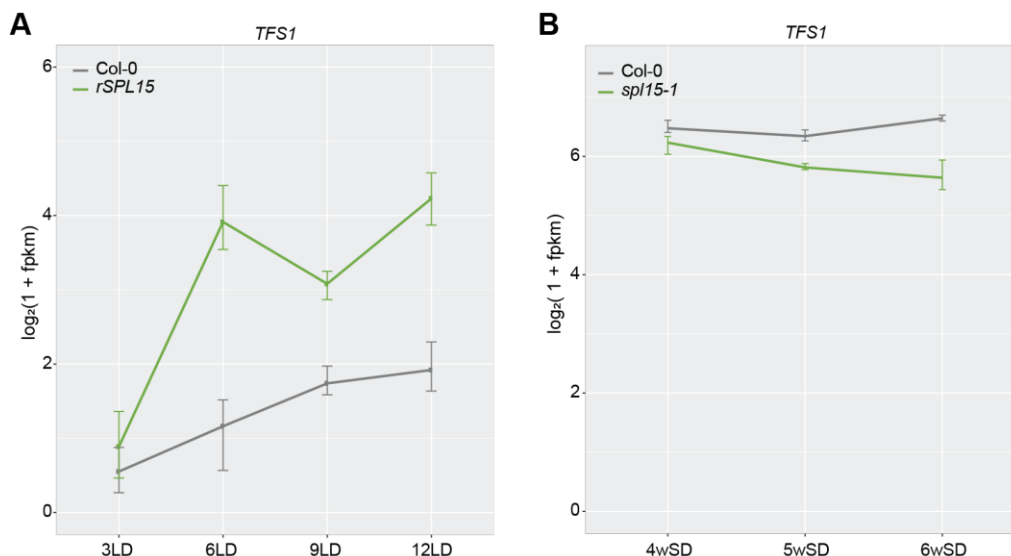 A
TFS1
Col-0
rSPL15
log₂(1 + fpkm)
6
4
2
0
3LD 6LD 9LD 12LD
B
TFS1
Col-0
spl15-1
log₂( 1 + fpkm)
6
4
2
0
4wSD 5wSD 6wSD